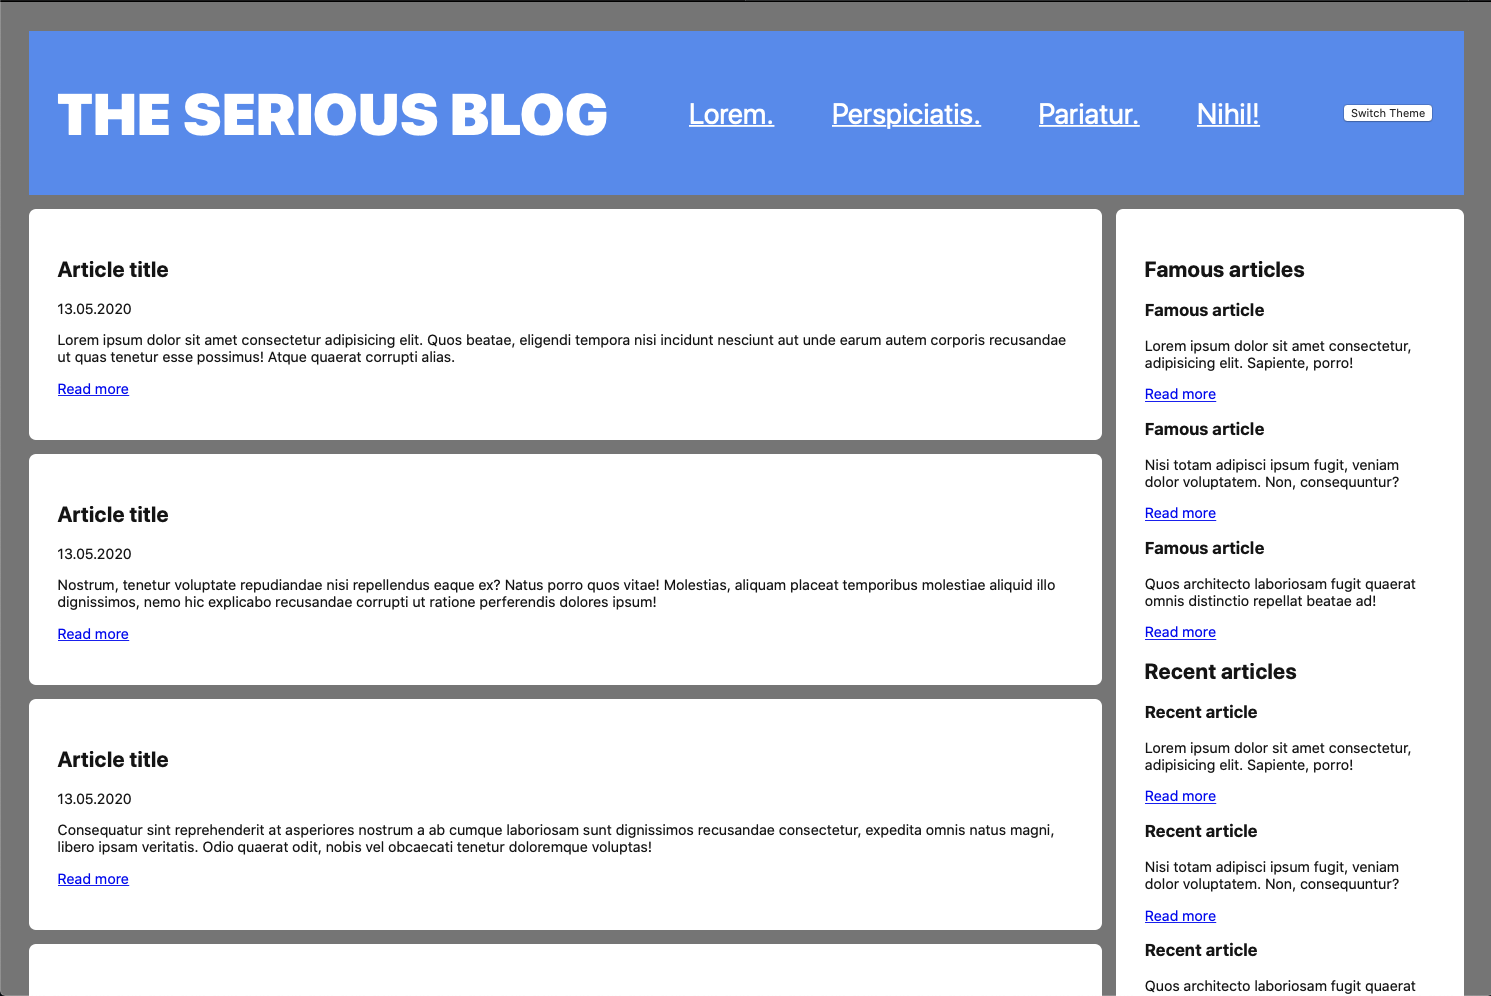 THE SERIOUS BLOG
Lorem. Perspiciatis. Pariatur. Nihil! Switch Theme
Article title
13.05.2020
Lorem ipsum dolor sit amet consectetur adipisicing elit. Quos beatae, eligendi tempora nisi incidunt nesciunt aut unde earum autem corporis recusandae
ut quas tenetur esse possimus! Atque quaerat corrupti alias.
Read more
Article title
13.05.2020
Nostrum, tenetur voluptate repudiandae nisi repellendus eaque ex? Natus porro quos vitae! Molestias, aliquam placeat temporibus molestiae aliquid illo
dignissimos, nemo hic explicabo recusandae corrupti ut ratione perferendis dolores ipsum!
Read more
Article title
13.05.2020
Consequatur sint reprehenderit at asperiores nostrum a ab cumque laboriosam sunt dignissimos recusandae consectetur, expedita omnis natus magni,
libero ipsam veritatis. Odio quaerat odit, nobis vel obcaecati tenetur doloremque voluptas!
Read more
Famous articles
Famous article
Lorem ipsum dolor sit amet consectetur,
adipisicing elit. Sapiente, porro!
Read more
Famous article
Nisi totam adipisci ipsum fugit, veniam
dolor voluptatem. Non, consequuntur?
Read more
Famous article
Quos architecto laboriosam fugit quaerat
omnis distinctio repellat beatae ad!
Read more
Recent articles
Recent article
Lorem ipsum dolor sit amet consectetur,
adipisicing elit. Sapiente, porro!
Read more
Recent article
Nisi totam adipisci ipsum fugit, veniam
dolor voluptatem. Non, consequuntur?
Read more
Recent article
Quos architecto laboriosam fugit quaerat